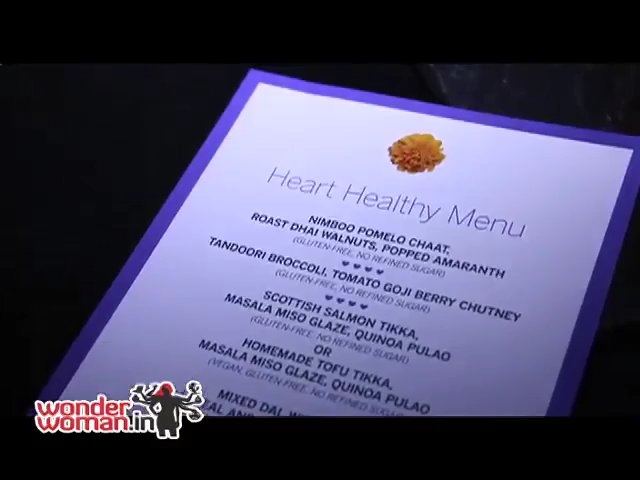 Heart Healthy Menu
NIMBOO POMELO CHAAT,
ROAST DHAI WALNUTS, POPPED AMARANTH
(GLUTEN-FREE, NO REFINED SUGAR)
TANDOORI BROCCOLI, TOMATO GOJI BERRY CHUTNEY
(GLUTEN-FREE, NO REFINED SUGAR)
SCOTTISH SALMON TIKKA,
MASALA MISO GLAZE, QUINOA PULAO
(GLUTEN-FREE, NO REFINED SUGAR)
OR
HOMEMADE TOFU TIKKA,
MASALA MISO GLAZE, QUINOA PULAO
(VEGAN, GLUTEN-FREE, NO REFINED SUGAR)
MIXED DAL
wonder
woman.in